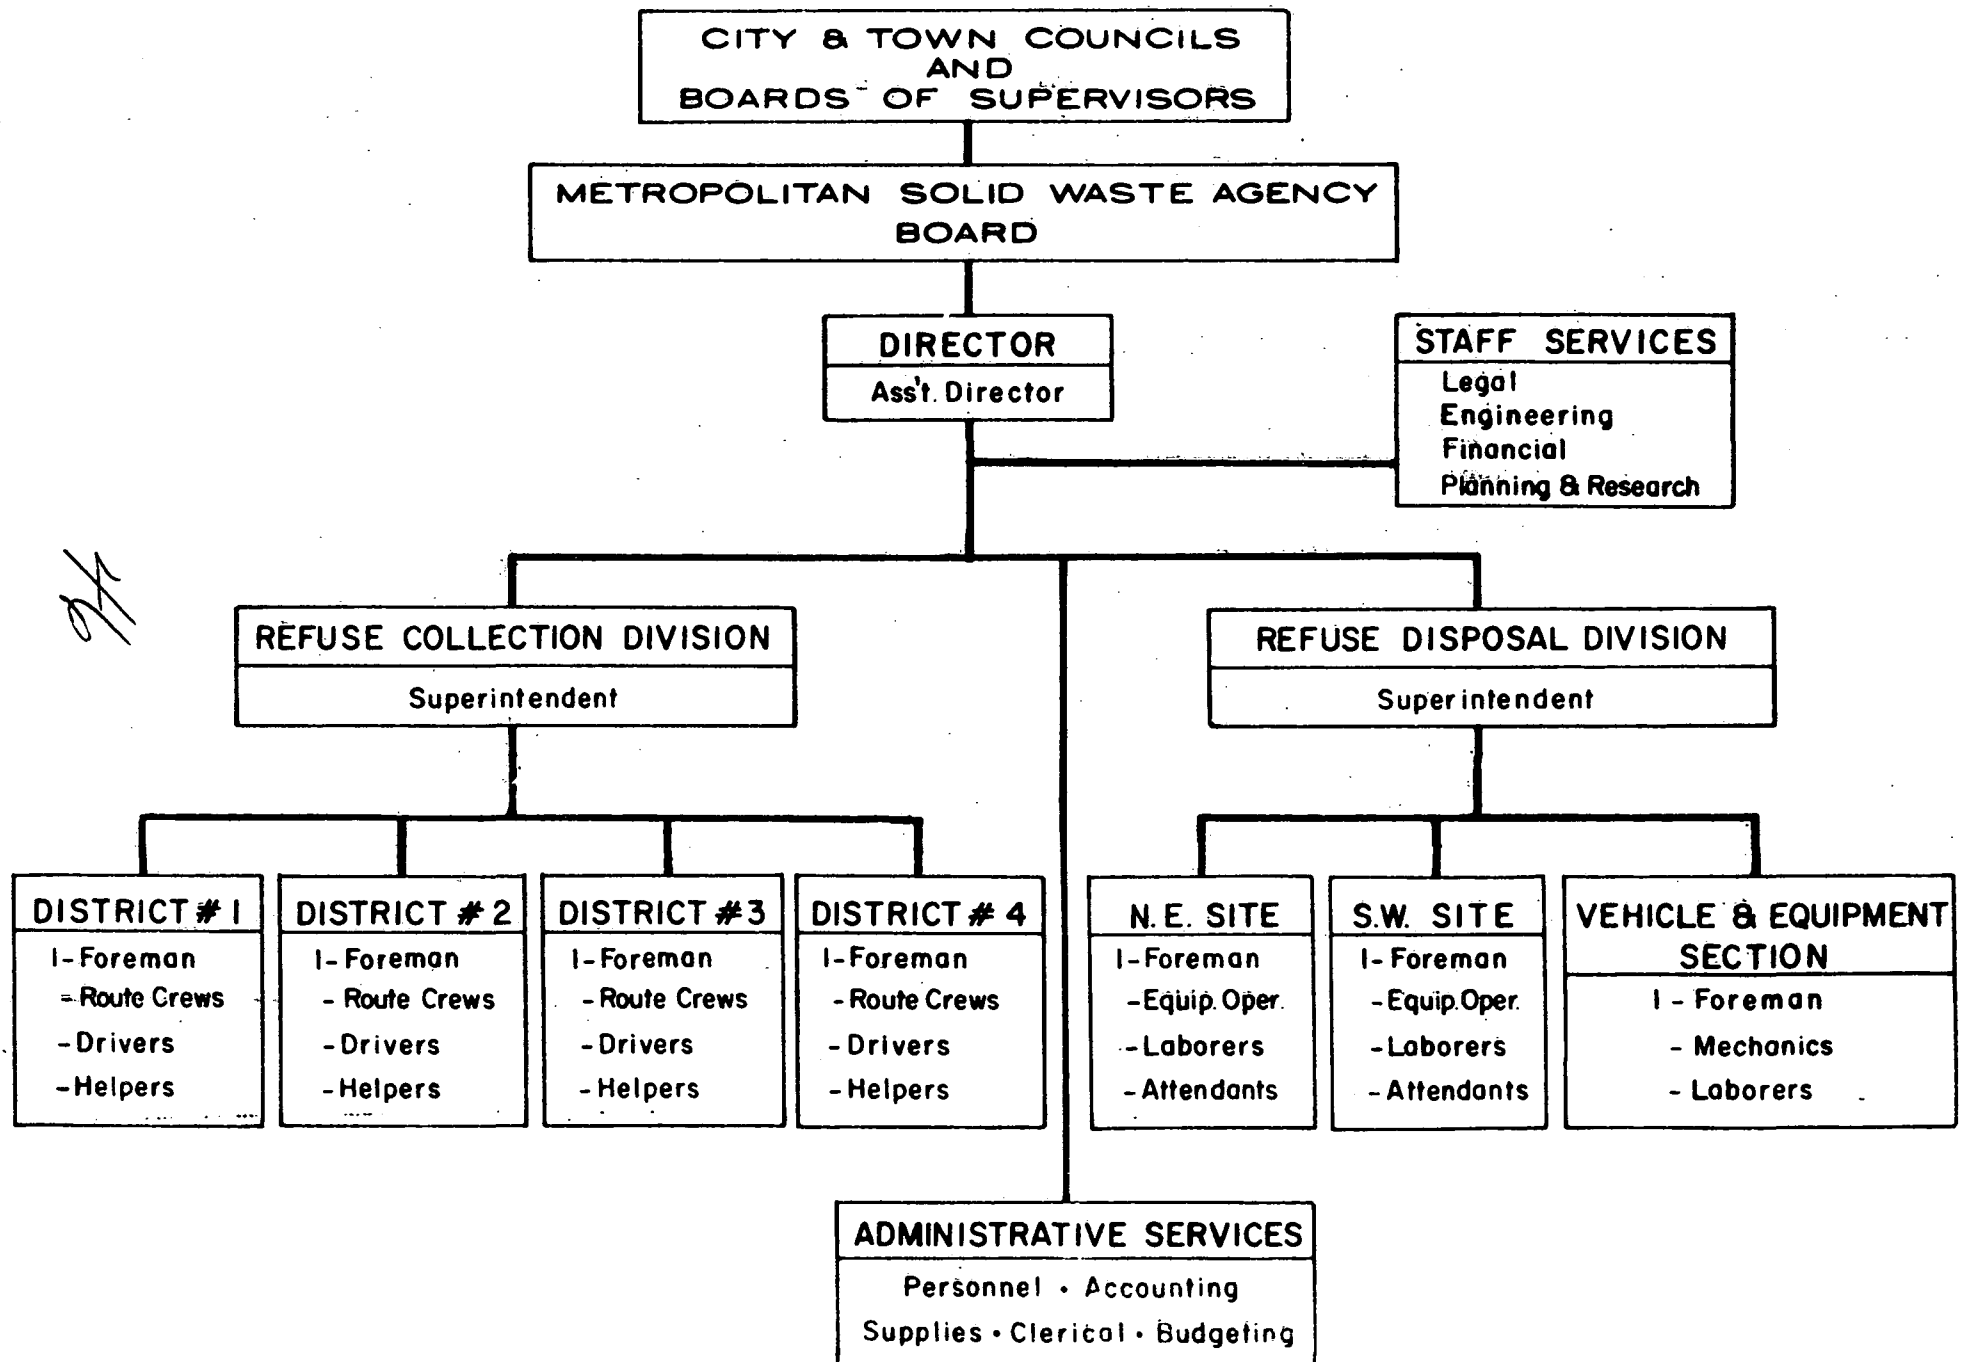 CITY & TOWN COUNCILS
AND
BOARDS OF SUPERVISORS
METROPOLITAN SOLID WASTE AGENCY
BOARD
DIRECTOR
Ass't. Director
STAFF SERVICES
Legal
Engineering
Financial
Planning & Research
REFUSE COLLECTION DIVISION
Superintendent
REFUSE DISPOSAL DIVISION
Superintendent
DISTRICT # 1
1-Foreman
-Route Crews
-Drivers
-Helpers
DISTRICT # 2
1-Foreman
- Route Crews
-Drivers
-Helpers
DISTRICT #3
1-Foreman
-Route Crews
-Drivers
-Helpers
DISTRICT # 4
1-Foreman
-Route Crews
-Drivers
-Helpers
N.E. SITE
1-Foreman
-Equip. Oper.
-Laborers
-Attendants
S.W. SITE
1-Foreman
-Equip. Oper.
-Laborers
-Attendants
VEHICLE & EQUIPMENT
SECTION
1 - Foreman
- Mechanics
- Laborers
ADMINISTRATIVE SERVICES
Personnel • Accounting
Supplies • Clerical • Budgeting